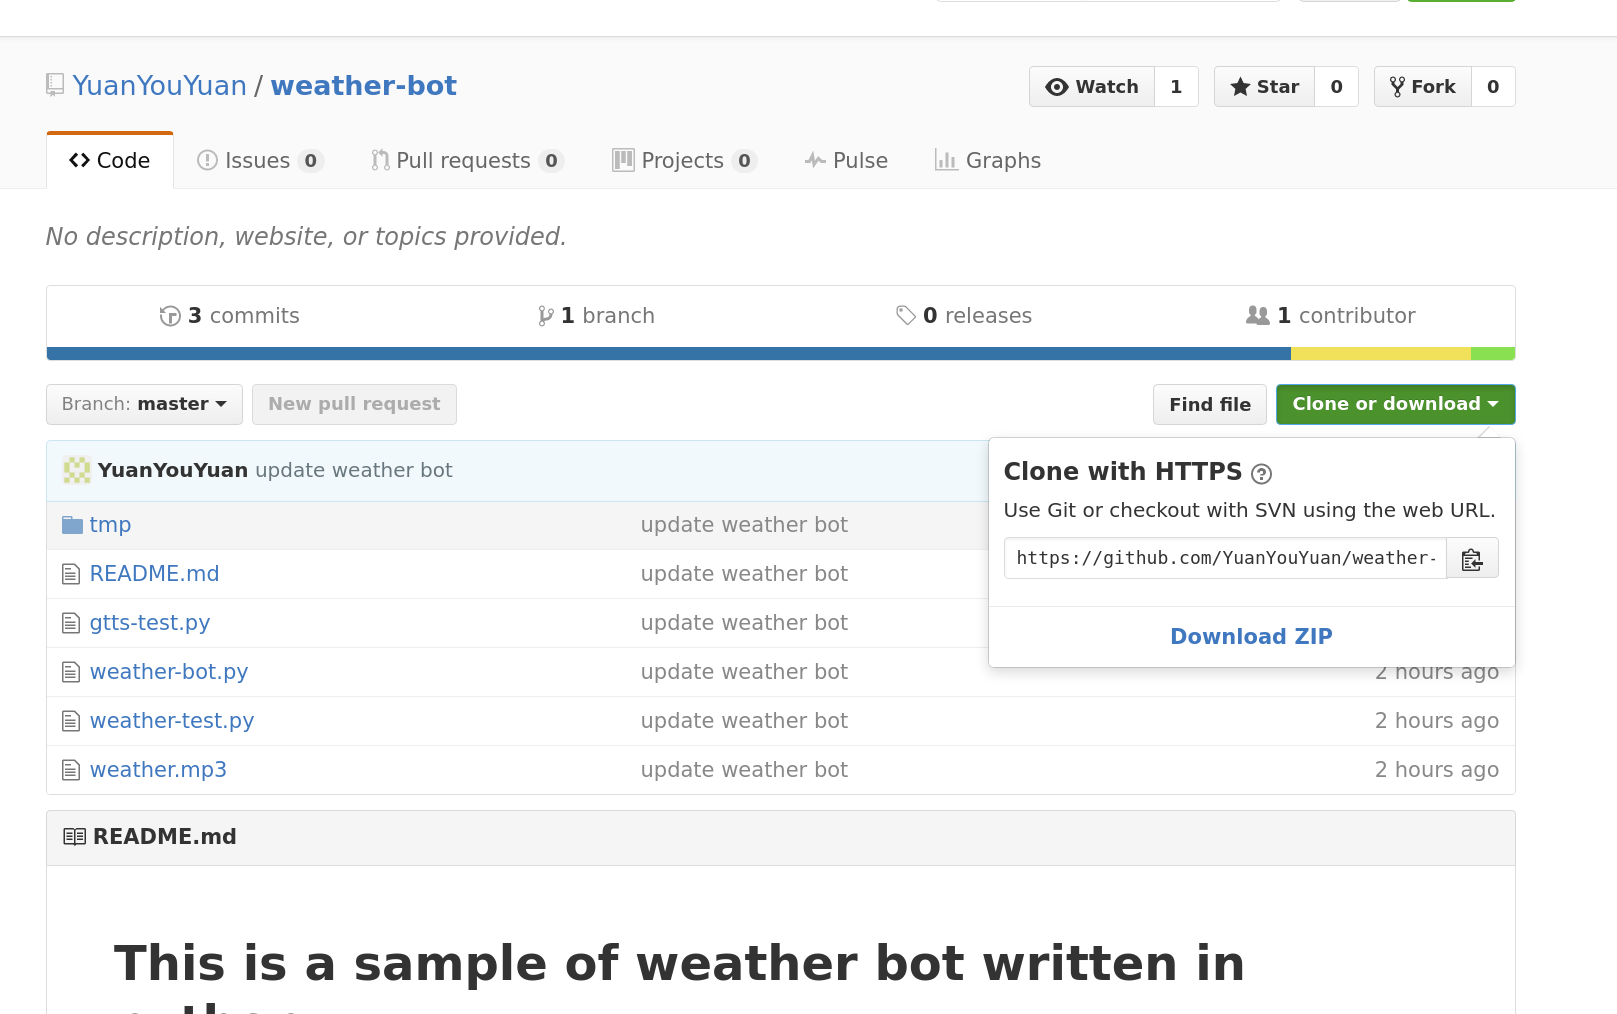 YuanYouYuan / weather-bot
Watch 1 Star 0 Fork 0
Code Issues 0 Pull requests 0 Projects 0 Pulse Graphs
No description, website, or topics provided.
3 commits 1 branch 0 releases 1 contributor
Branch: master New pull request Find file Clone or download
YuanYouYuan update weather bot
Clone with HTTPS
Use Git or checkout with SVN using the web URL.
https://github.com/YuanYouYuan/weather-
Download ZIP
tmp update weather bot
README.md update weather bot
gtts-test.py update weather bot
weather-bot.py update weather bot 2 hours ago
weather-test.py update weather bot 2 hours ago
weather.mp3 update weather bot 2 hours ago
README.md
This is a sample of weather bot written in